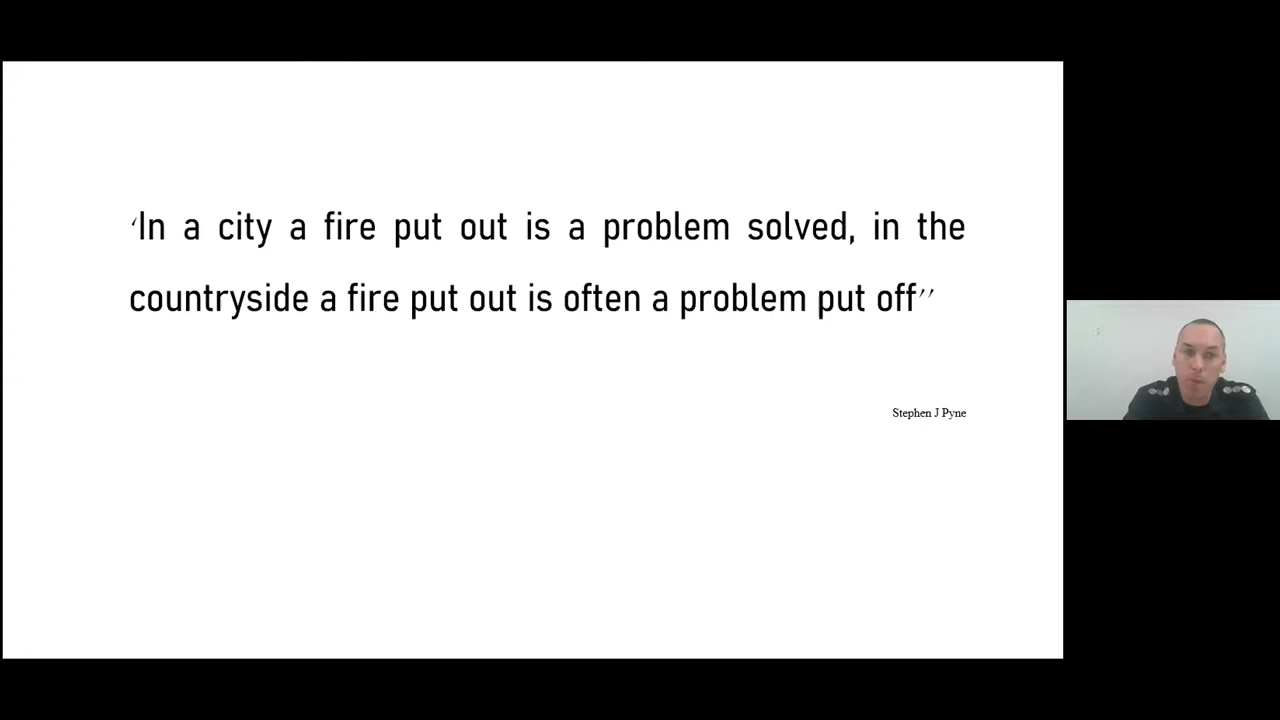 ‘In a city a fire put out is a problem solved, in the
countryside a fire put out is often a problem put off’’
Stephen J Pyne